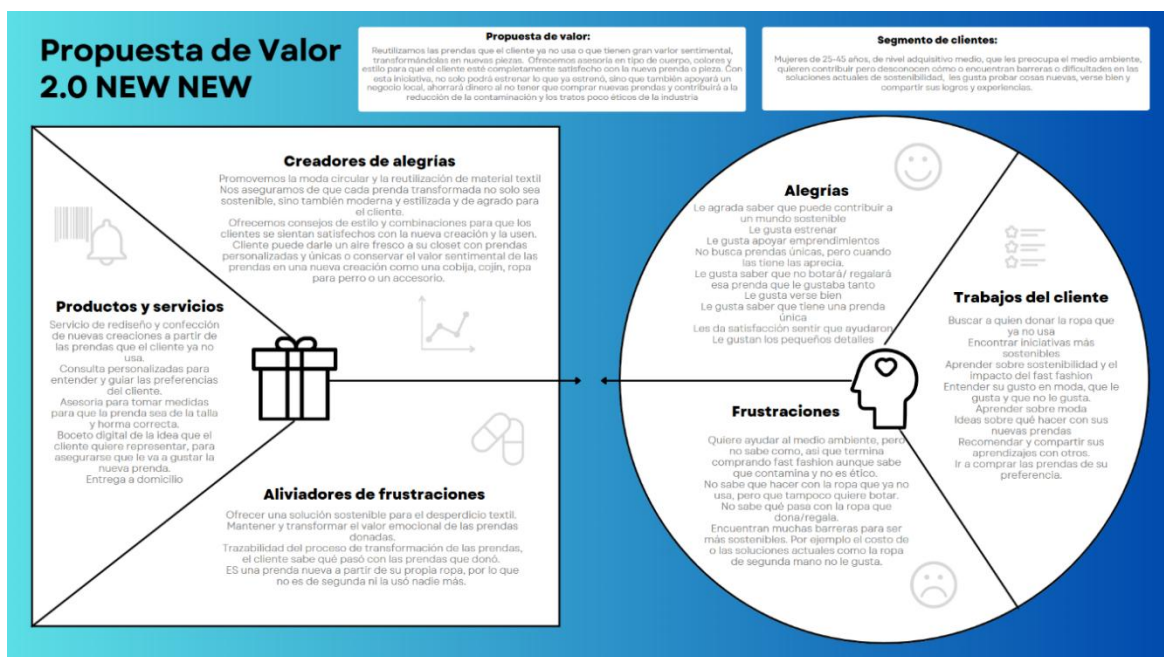 Propuesta de Valor
2.0 NEW NEW
Propuesta de valor:
Reutilizamos las prendas que el cliente ya no usa o que tienen gran varlor sentimental,
transformándolas en nuevas piezas. Ofrecemos asesoría en tipo de cuerpo, colores y
estilo para que el cliente esté completamente satisfecho con la nueva prenda o pieza. Con
esta iniciativa, no solo podrá estrenar lo que ya estrenó, sino que también apoyará un
negocio local, ahorrará dinero al no tener que comprar nuevas prendas y contribuirá a la
reducción de la contaminación y los tratos poco éticos de la industria
Segmento de clientes:
Mujeres de 25-45 años, de nivel adquisitivo medio, que les preocupa el medio ambiente,
quieren contribuir pero desconocen cómo o encuentran barreras o dificultades en las
soluciones actuales de sostenibilidad, les gusta probar cosas nuevas, verse bien y
compartir sus logros y experiencias.
Creadores de alegrías
Promovemos la moda circular y la reutilización de material textil
Nos aseguramos de que cada prenda transformada no solo sea
sostenible, sino también moderna y estilizada y de agrado para
el cliente.
Ofrecemos consejos de estilo y combinaciones para que los
clientes se sientan satisfechos con la nueva creación y la usen.
Cliente puede darle un aire fresco a su closet con prendas
personalizadas y únicas o conservar el valor sentimental de las
prendas en una nueva creación como una cobija, cojín, ropa
para perro o un accesorio.
Productos y servicios
Servicio de rediseño y confección
de nuevas creaciones a partir de
las prendas que el cliente ya no
usa.
Consulta personalizadas para
entender y guiar las preferencias
del cliente.
Asesoria para tomar medidas
para que la prenda sea de la talla
y horma correcta.
Boceto digital de la idea que el
cliente quiere representar, para
asegurarse que le va a gustar la
nueva prenda.
Entrega a domicilio
Aliviadores de frustraciones
Ofrecer una solución sostenible para el desperdicio textil.
Mantener y transformar el valor emocional de las prendas
donadas.
Trazabilidad del proceso de transformación de las prendas,
el cliente sabe qué pasó con las prendas que donó.
ES una prenda nueva a partir de su propia ropa, por lo que
no es de segunda ni la usó nadie más.
Alegrías
Le agrada saber que puede contribuir a
un mundo sostenible
Le gusta estrenar
Le gusta apoyar emprendimientos
No busca prendas únicas, pero cuando
las tiene las aprecia.
Le gusta saber que no botará/ regalará
esa prenda que le gustaba tanto
Le gusta verse bien
Le gusta saber que tiene una prenda
única
Les da satisfacción sentir que ayudaron
Le gustan los pequeños detalles
Trabajos del cliente
Buscar a quien donar la ropa que
ya no usa
Encontrar iniciativas más
sostenibles
Aprender sobre sostenibilidad y el
impacto del fast fashion
Entender su gusto en moda, que le
gusta y que no le gusta.
Aprender sobre moda
Ideas sobre qué hacer con sus
nuevas prendas
Recomendar y compartir sus
aprendizajes con otros.
Ir a comprar las prendas de su
preferencia.
Frustraciones
Quiere ayudar al medio ambiente, pero
no sabe como, asi que termina
comprando fast fashion aunque sabe
que contamina y no es ético.
No sabe que hacer con la ropa que ya no
usa, pero que tampoco quiere botar.
No sabe qué pasa con la ropa que
dona/regala.
Encuentran muchas barreras para ser
más sostenibles. Por ejemplo el costo de
o las soluciones actuales como la ropa
de segunda mano no le gusta.